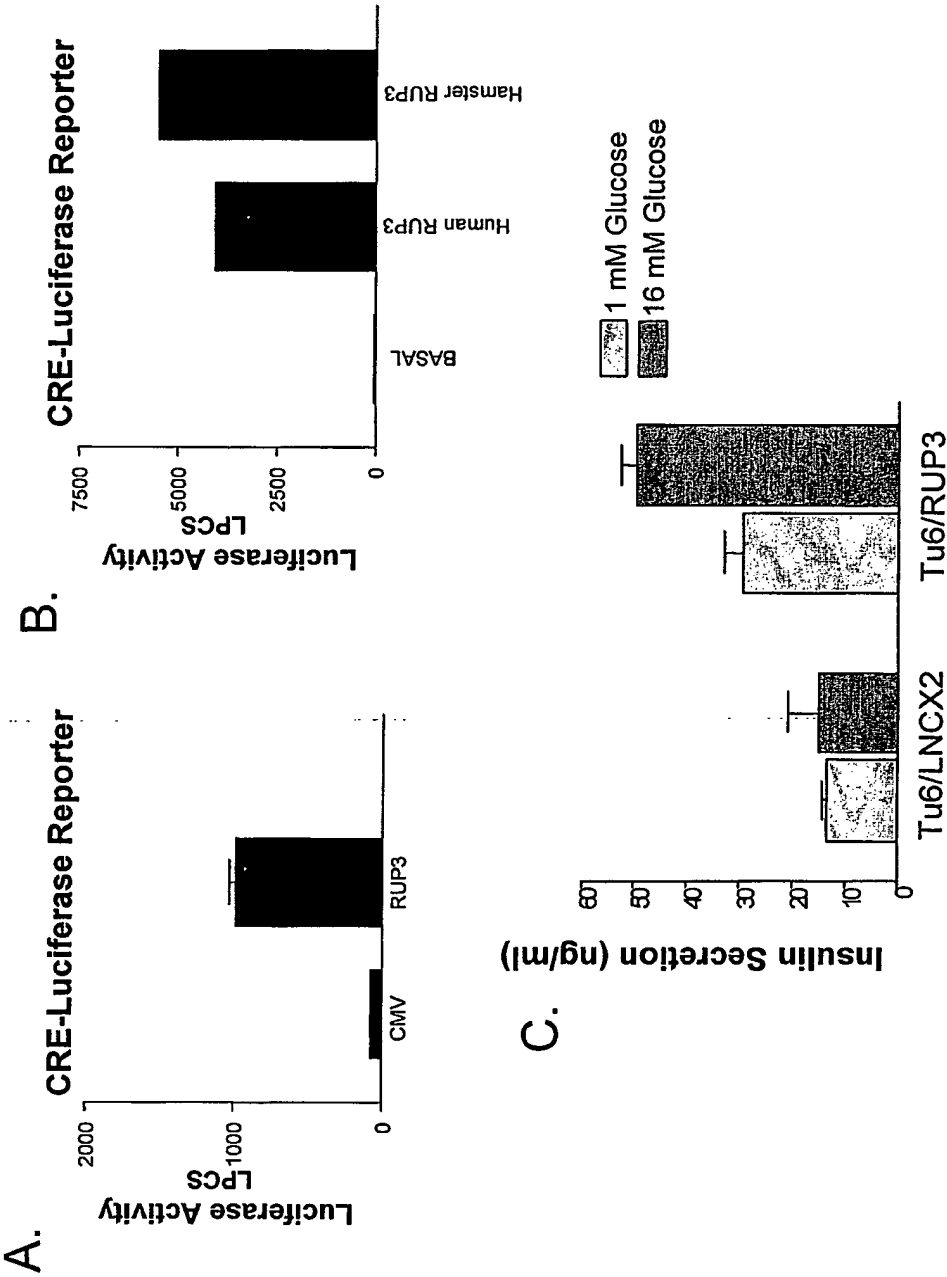 A.
CRE-Luciferase Reporter
Luciferase Activity
LPCS
2000
1000
0
CMV
RUP3
B.
CRE-Luciferase Reporter
Luciferase Activity
LPCS
7500
5000
2500
0
BASAL
Human RUP3
Hamster RUP3
C.
Insulin Secretion (ng/ml)
60
50
40
30
20
10
0
Tu6/LNCX2
Tu6/RUP3
1 mM Glucose
16 mM Glucose